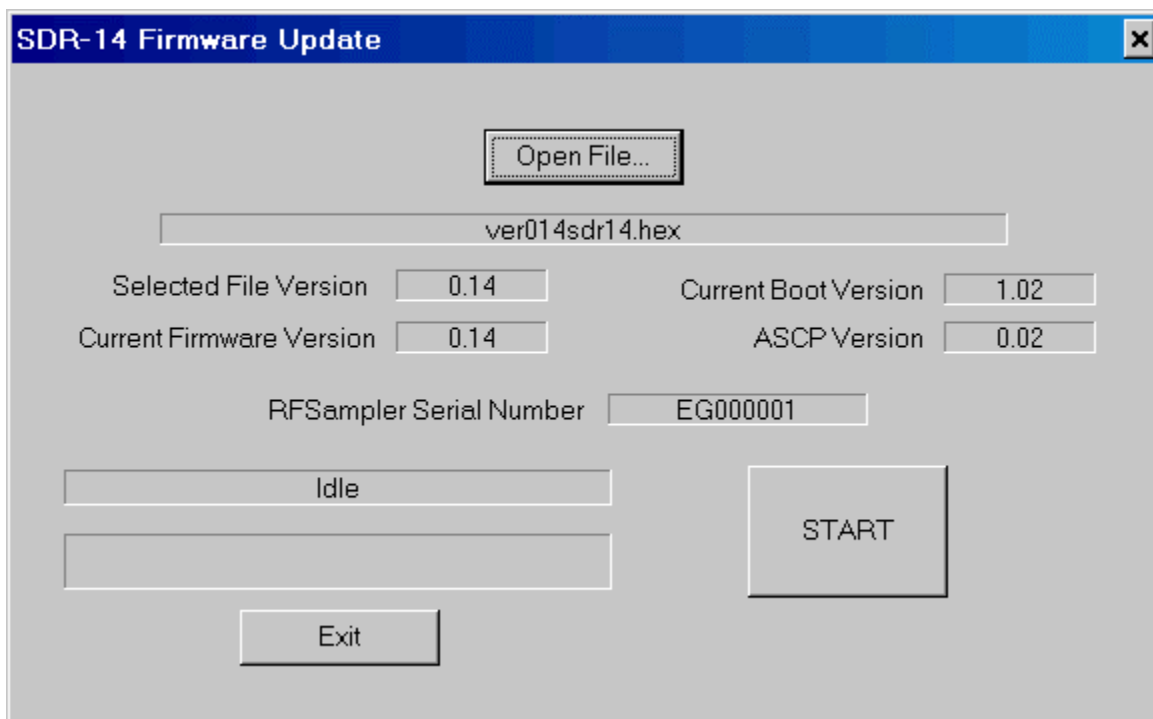 SDR-14 Firmware Update
Open File...
ver014sdr14.hex
Selected File Version 0.14
Current Boot Version 1.02
Current Firmware Version 0.14
ASCP Version 0.02
RFSampler Serial Number EG000001
Idle
START
Exit